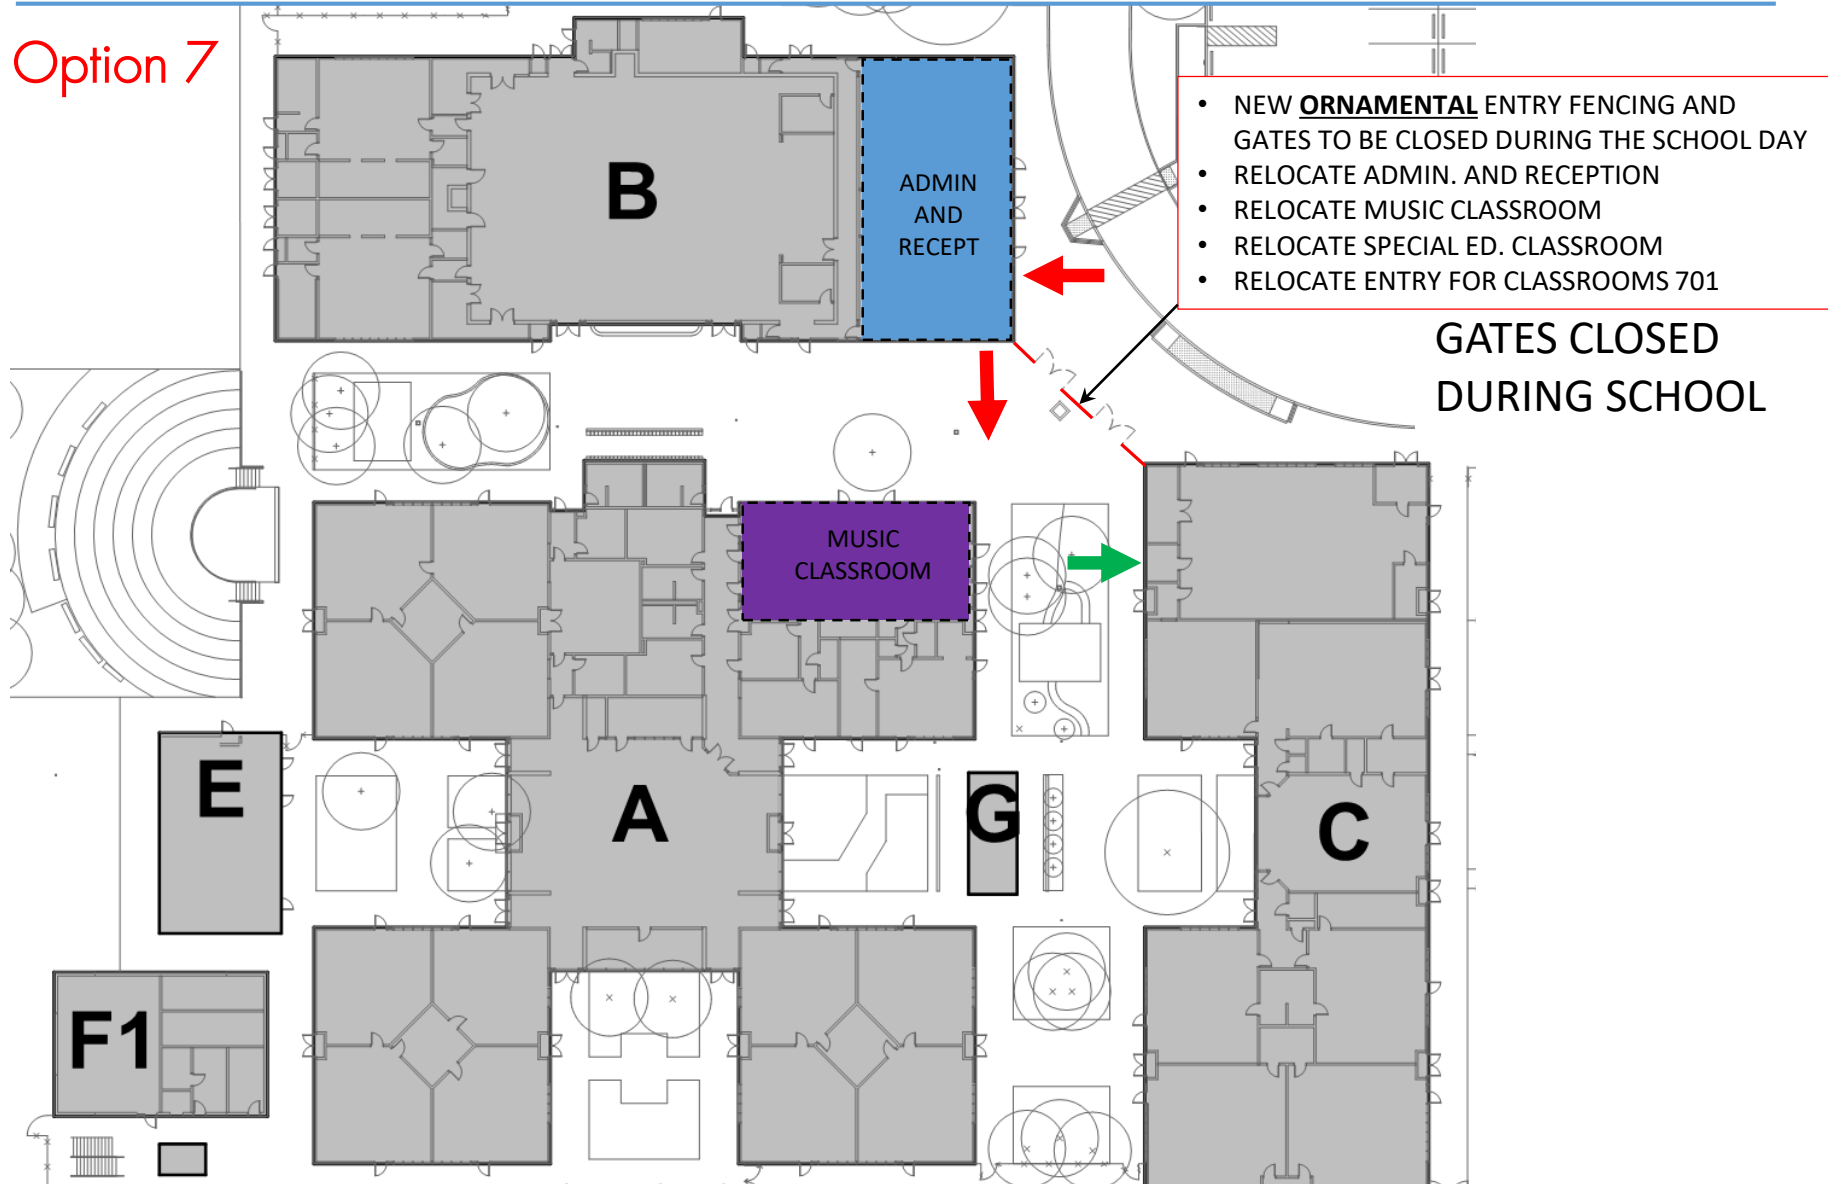 Option 7
• NEW ORNAMENTAL ENTRY FENCING AND
GATES TO BE CLOSED DURING THE SCHOOL DAY
• RELOCATE ADMIN. AND RECEPTION
• RELOCATE MUSIC CLASSROOM
• RELOCATE SPECIAL ED. CLASSROOM
• RELOCATE ENTRY FOR CLASSROOMS 701
B
ADMIN
AND
RECEPT
GATES CLOSED
DURING SCHOOL
MUSIC
CLASSROOM
E
A
G
C
F1